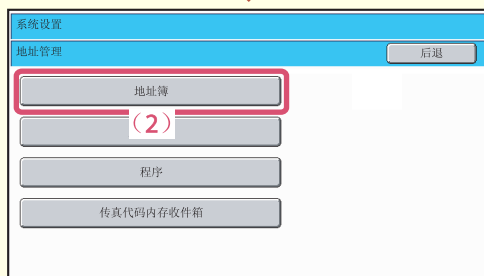 系统设置
地址管理
后退
地址簿
（2）
程序
传真代码内存收件箱